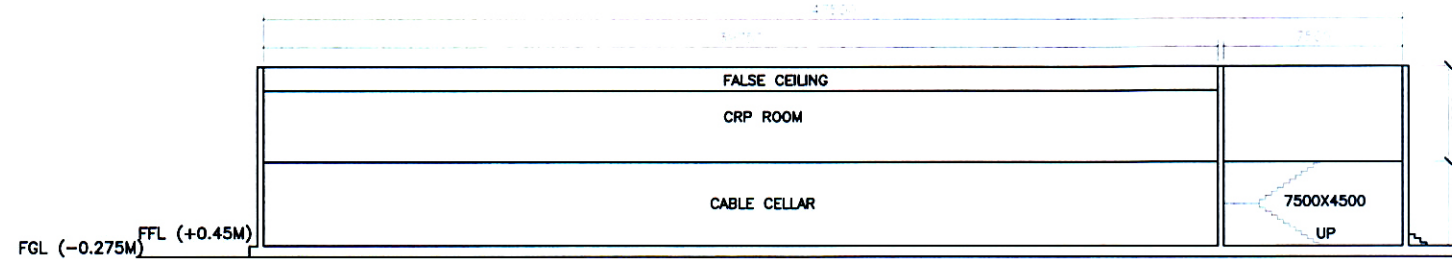 FALSE CEILING
CRP ROOM
CABLE CELLAR
7500X4500
UP
FFL (+0.45M)
FGL (-0.275M)